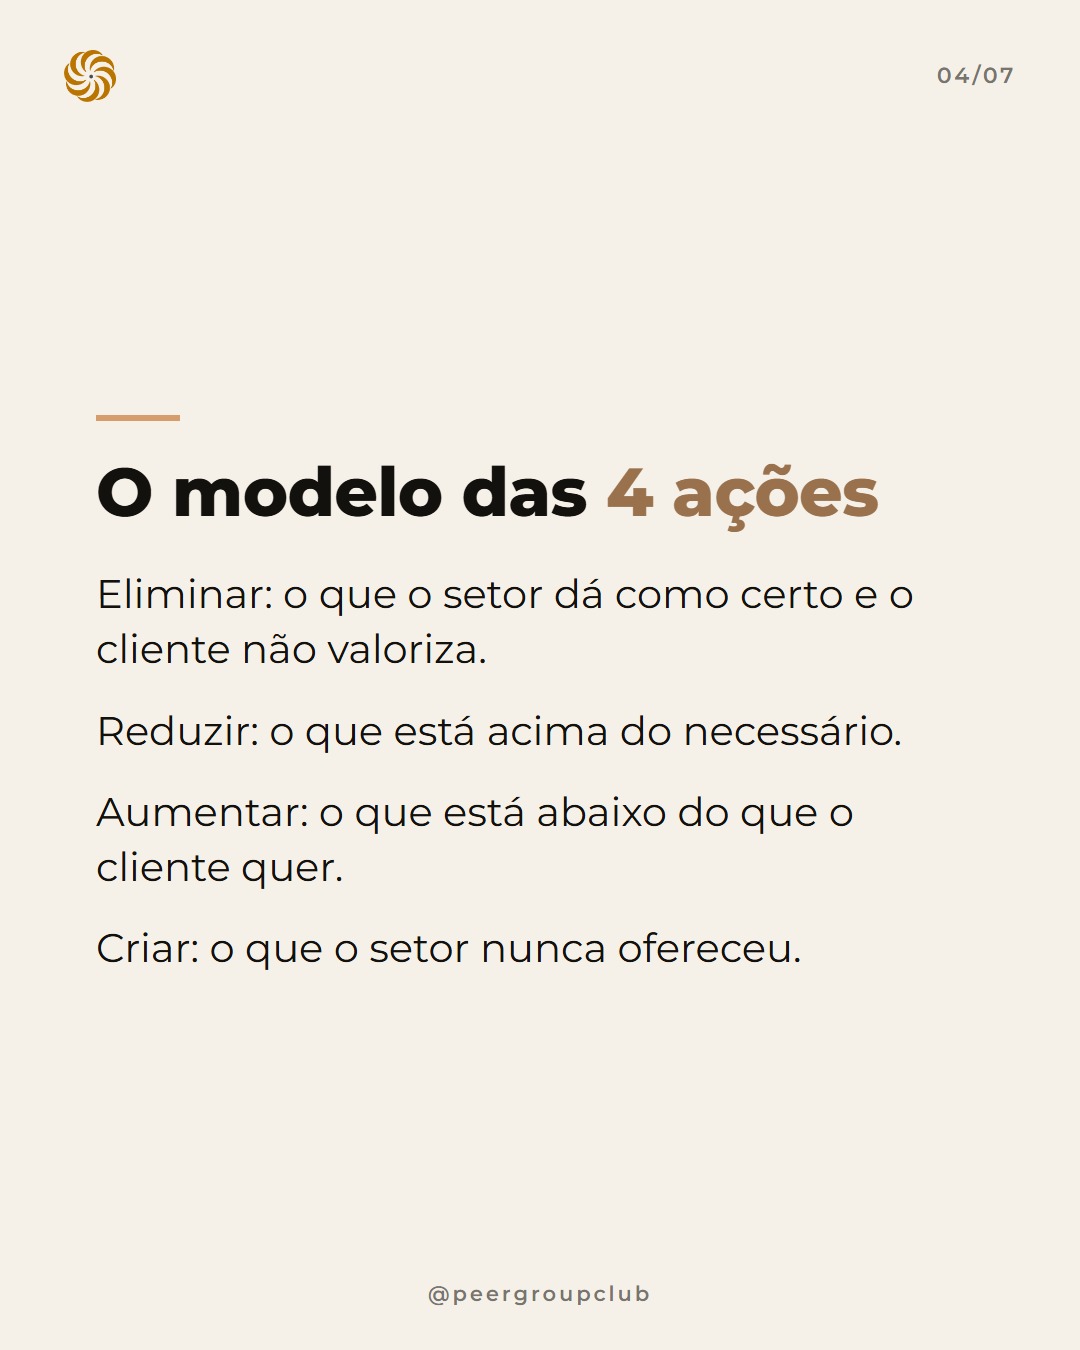 04/07
O modelo das 4 ações
Eliminar: o que o setor dá como certo e o
cliente não valoriza.
Reduzir: o que está acima do necessário.
Aumentar: o que está abaixo do que o
cliente quer.
Criar: o que o setor nunca ofereceu.
@peergroupclub